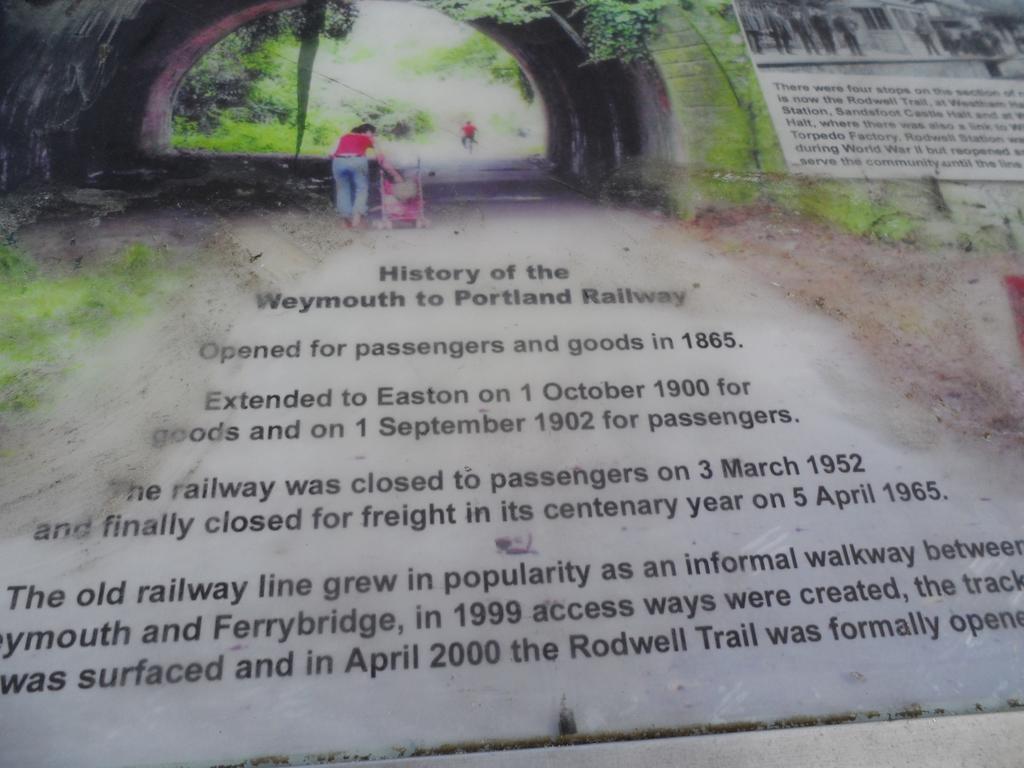 There were four stops on the section of
is now the Rodwell Trail, at Westham
Station, Sandsfoot Castle Halt and at
Halt, where there was also a link to
Torpedo Factory. Rodwell Station
during World War II but reopened
serve the community until the line
History of the
Weymouth to Portland Railway
Opened for passengers and goods in 1865.
Extended to Easton on 1 October 1900 for
goods and on 1 September 1902 for passengers.
he railway was closed to passengers on 3 March 1952
and finally closed for freight in its centenary year on 5 April 1965.
The old railway line grew in popularity as an informal walkway between
eymouth and Ferrybridge, in 1999 access ways were created, the track
was surfaced and in April 2000 the Rodwell Trail was formally opene